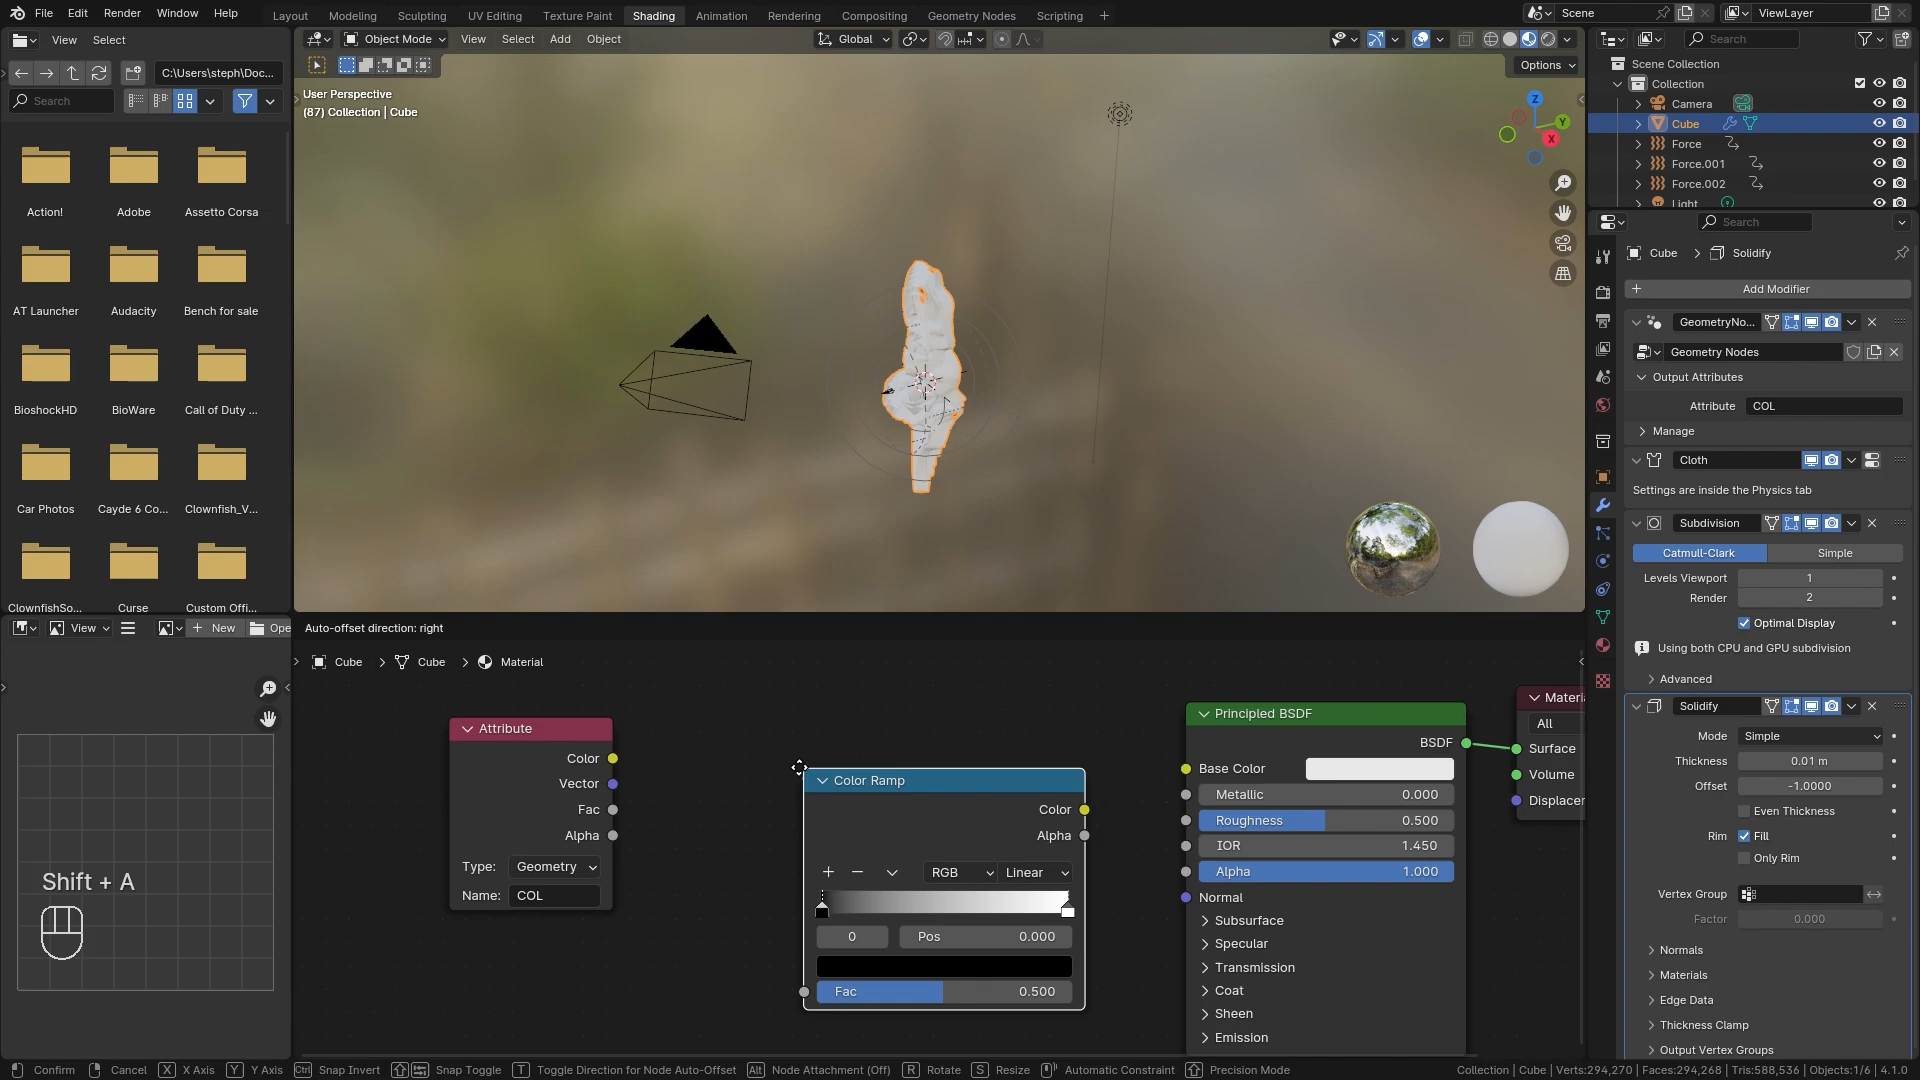 File Edit Render Window Help Layout Modeling Sculpting UV Editing Texture Paint Shading Animation Rendering Compositing Geometry Nodes Scripting + Scene ViewLayer
View Select
Object Mode View Select Add Object Global
Search
C:\Users\steph\Doc...
Search
Options
User Perspective
(87) Collection | Cube
Z
Y
X
Action! Adobe Assetto Corsa
AT Launcher Audacity Bench for sale
BioshockHD BioWare Call of Duty ...
Car Photos Cayde 6 Co... Clownfish_V...
ClownfishSo... Curse Custom Offi...
Scene Collection
Collection
Camera
Cube
Force
Force.001
Force.002
Light
Search
Cube > Solidify
+ Add Modifier
GeometryNo...
Geometry Nodes
Output Attributes
Attribute COL
Manage
Cloth
Settings are inside the Physics tab
Subdivision
Catmull-Clark Simple
Levels Viewport 1
Render 2
Optimal Display
Using both CPU and GPU subdivision
Advanced
Solidify
Mode Simple
Thickness 0.01 m
Offset -1.0000
Even Thickness
Rim Fill
Only Rim
Vertex Group
Factor 0.000
Normals
Materials
Edge Data
Thickness Clamp
Output Vertex Groups
View + New Ope
Auto-offset direction: right
Cube > Cube > Material
Shift + A
Attribute
Color
Vector
Fac
Alpha
Type: Geometry
Name: COL
Color Ramp
Color
Alpha
+ − RGB Linear
0 Pos 0.000
Fac 0.500
Principled BSDF
BSDF
Base Color
Metallic 0.000
Roughness 0.500
IOR 1.450
Alpha 1.000
Normal
Subsurface
Specular
Transmission
Coat
Sheen
Emission
Materi
All
Surface
Volume
Displacer
Confirm Cancel X X Axis Y Y Axis Ctrl Snap Invert Snap Toggle T Toggle Direction for Node Auto-Offset Alt Node Attachment (Off) R Rotate S Resize Automatic Constraint Precision Mode Collection | Cube | Verts:294,270 | Faces:294,268 | Tris:588,536 | Objects:1/6 | 4.1.0